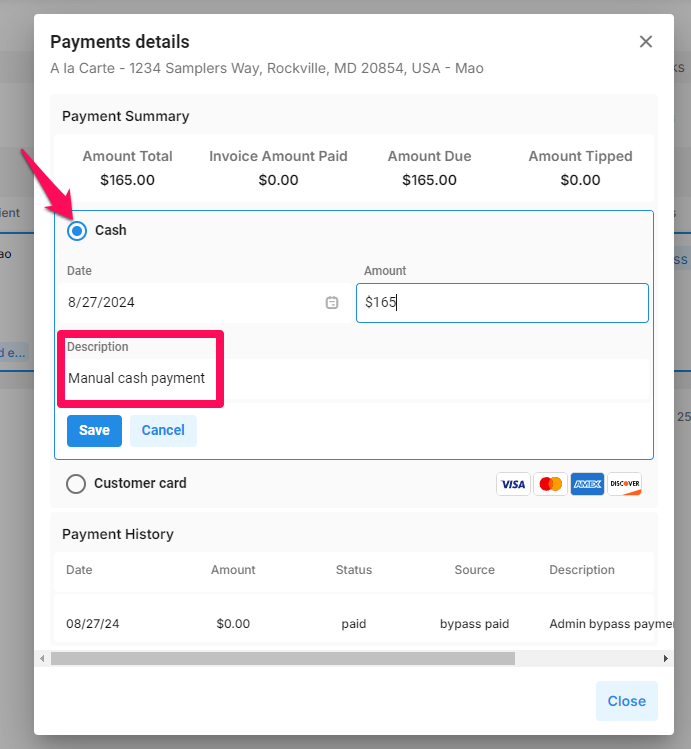 Payments details
A la Carte - 1234 Samplers Way, Rockville, MD 20854, USA - Mao
Payment Summary
Amount Total Invoice Amount Paid Amount Due Amount Tipped
$165.00 $0.00 $165.00 $0.00
Cash
Date Amount
8/27/2024 $165
Description
Manual cash payment
Save Cancel
Customer card VISA AMEX DISCOVER
Payment History
Date Amount Status Source Description
08/27/24 $0.00 paid bypass paid Admin bypass payme
Close
25